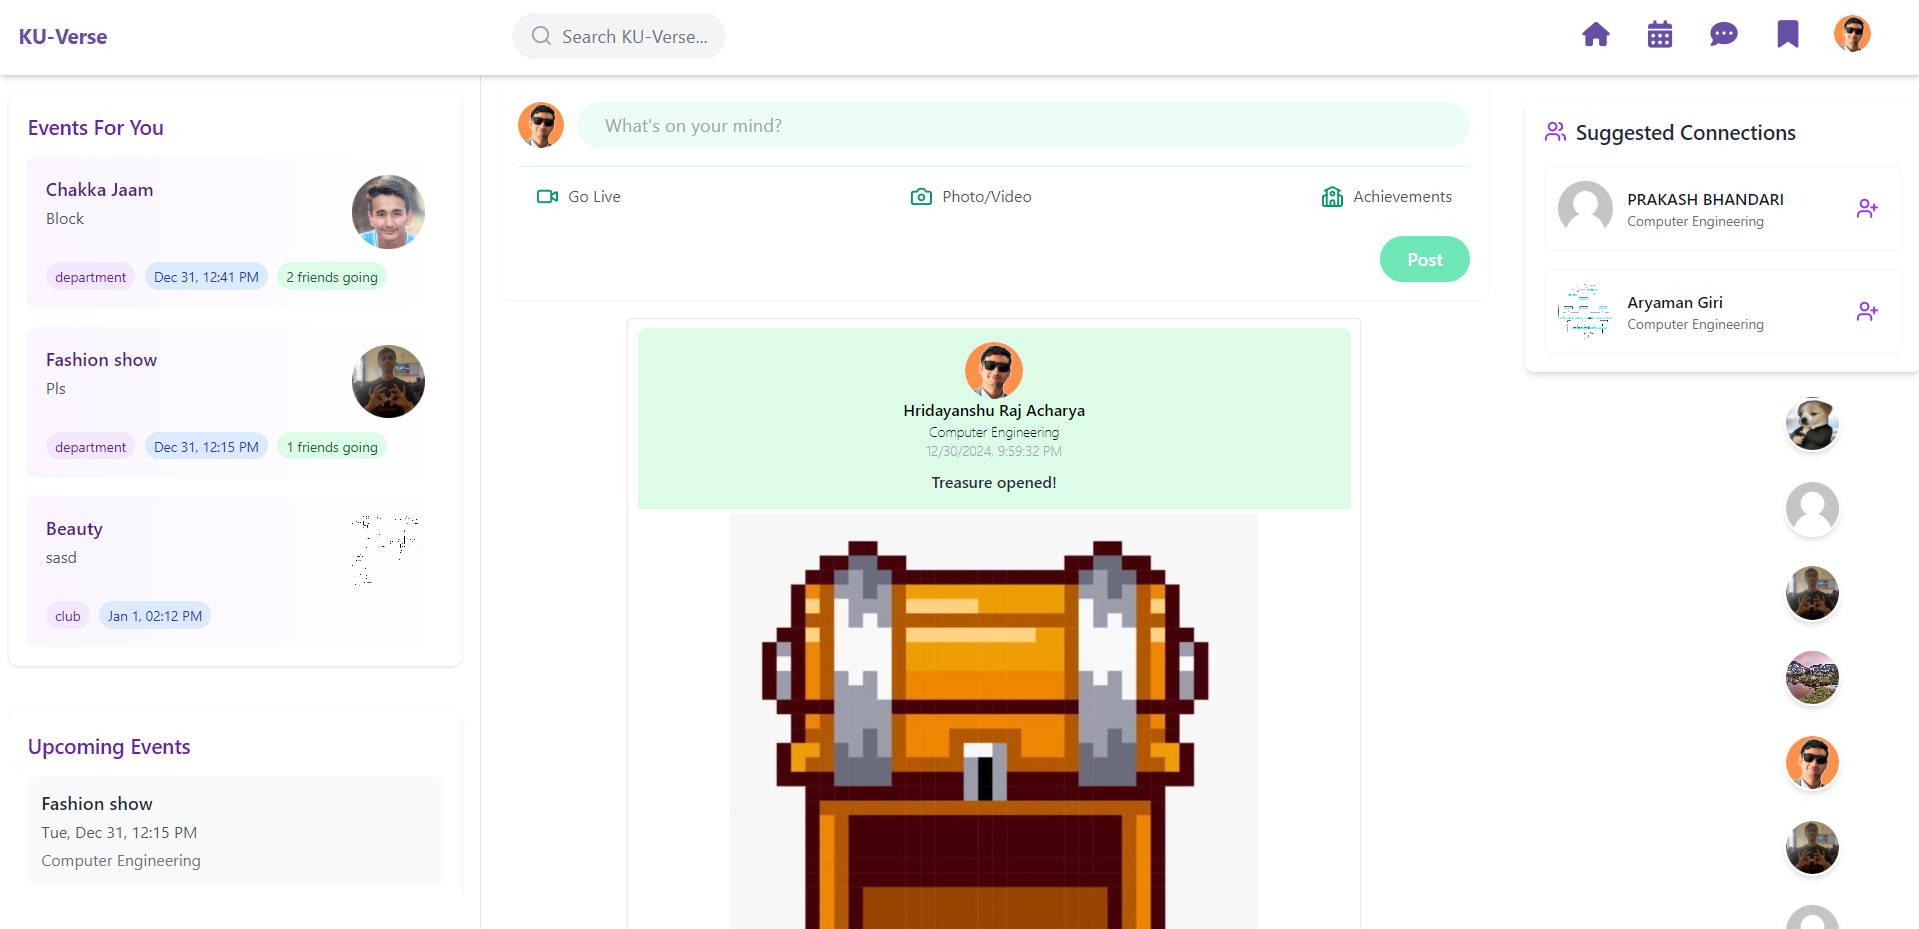 KU-Verse
Search KU-Verse...
Events For You
Chakka Jaam
Block
department
Dec 31, 12:41 PM
2 friends going
Fashion show
Pls
department
Dec 31, 12:15 PM
1 friends going
Beauty
sasd
club
Jan 1, 02:12 PM
Upcoming Events
Fashion show
Tue, Dec 31, 12:15 PM
Computer Engineering
What's on your mind?
Go Live
Photo/Video
Achievements
Post
Hridayanshu Raj Acharya
Computer Engineering
12/30/2024, 9:59:32 PM
Treasure opened!
Suggested Connections
PRAKASH BHANDARI
Computer Engineering
Aryaman Giri
Computer Engineering